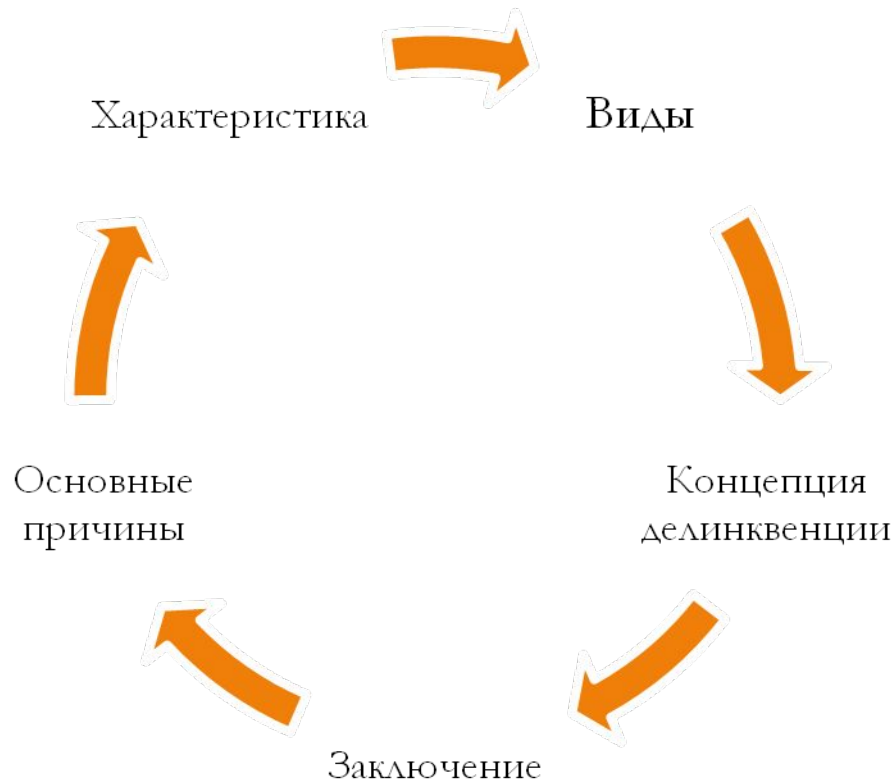 Характеристика
Виды
Основные
причины
Концепция
делинквенции
Заключение